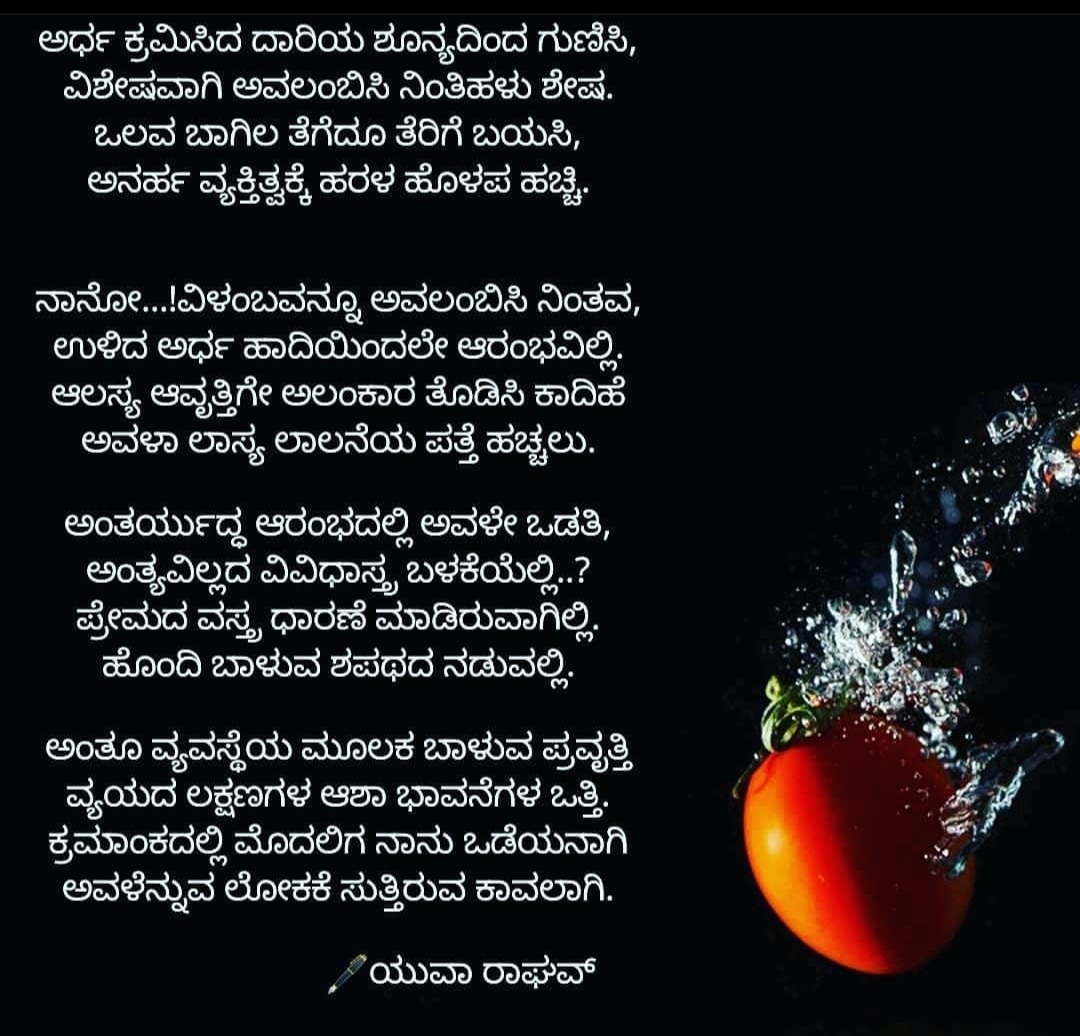 ಅರ್ಧ ಕ್ರಮಿಸಿದ ದಾರಿಯ ಶೂನ್ಯದಿಂದ ಗುಣಿಸಿ,
ವಿಶೇಷವಾಗಿ ಅವಲಂಬಿಸಿ ನಿಂತಿಹಳು ಶೇಷ.
ಒಲವ ಬಾಗಿಲ ತೆಗೆದೂ ತೆರಿಗೆ ಬಯಸಿ,
ಅನರ್ಹ ವ್ಯಕ್ತಿತ್ವಕ್ಕೆ ಹರಳ ಹೊಳಪ ಹಚ್ಚಿ.
ನಾನೋ...!ವಿಳಂಬವನ್ನೂ ಅವಲಂಬಿಸಿ ನಿಂತವ,
ಉಳಿದ ಅರ್ಧ ಹಾದಿಯಿಂದಲೇ ಆರಂಭವಿಲ್ಲಿ.
ಆಲಸ್ಯ ಆವೃತ್ತಿಗೇ ಅಲಂಕಾರ ತೊಡಿಸಿ ಕಾದಿಹೆ
ಅವಳಾ ಲಾಸ್ಯ ಲಾಲನೆಯ ಪತ್ತೆ ಹಚ್ಚಲು.
ಅಂತರ್ಯುದ್ಧ ಆರಂಭದಲ್ಲಿ ಅವಳೇ ಒಡತಿ,
ಅಂತ್ಯವಿಲ್ಲದ ವಿವಿಧಾಸ್ತ್ರ ಬಳಕೆಯೆಲ್ಲಿ..?
ಪ್ರೇಮದ ವಸ್ತ್ರ ಧಾರಣೆ ಮಾಡಿರುವಾಗಿಲ್ಲಿ.
ಹೊಂದಿ ಬಾಳುವ ಶಪಥದ ನಡುವಲ್ಲಿ.
ಅಂತೂ ವ್ಯವಸ್ಥೆಯ ಮೂಲಕ ಬಾಳುವ ಪ್ರವೃತ್ತಿ
ವ್ಯಯದ ಲಕ್ಷಣಗಳ ಆಶಾ ಭಾವನೆಗಳ ಒತ್ತಿ.
ಕ್ರಮಾಂಕದಲ್ಲಿ ಮೊದಲಿಗ ನಾನು ಒಡೆಯನಾಗಿ
ಅವಳೆನ್ನುವ ಲೋಕಕೆ ಸುತ್ತಿರುವ ಕಾವಲಾಗಿ.
ಯುವಾ ರಾಘವ್